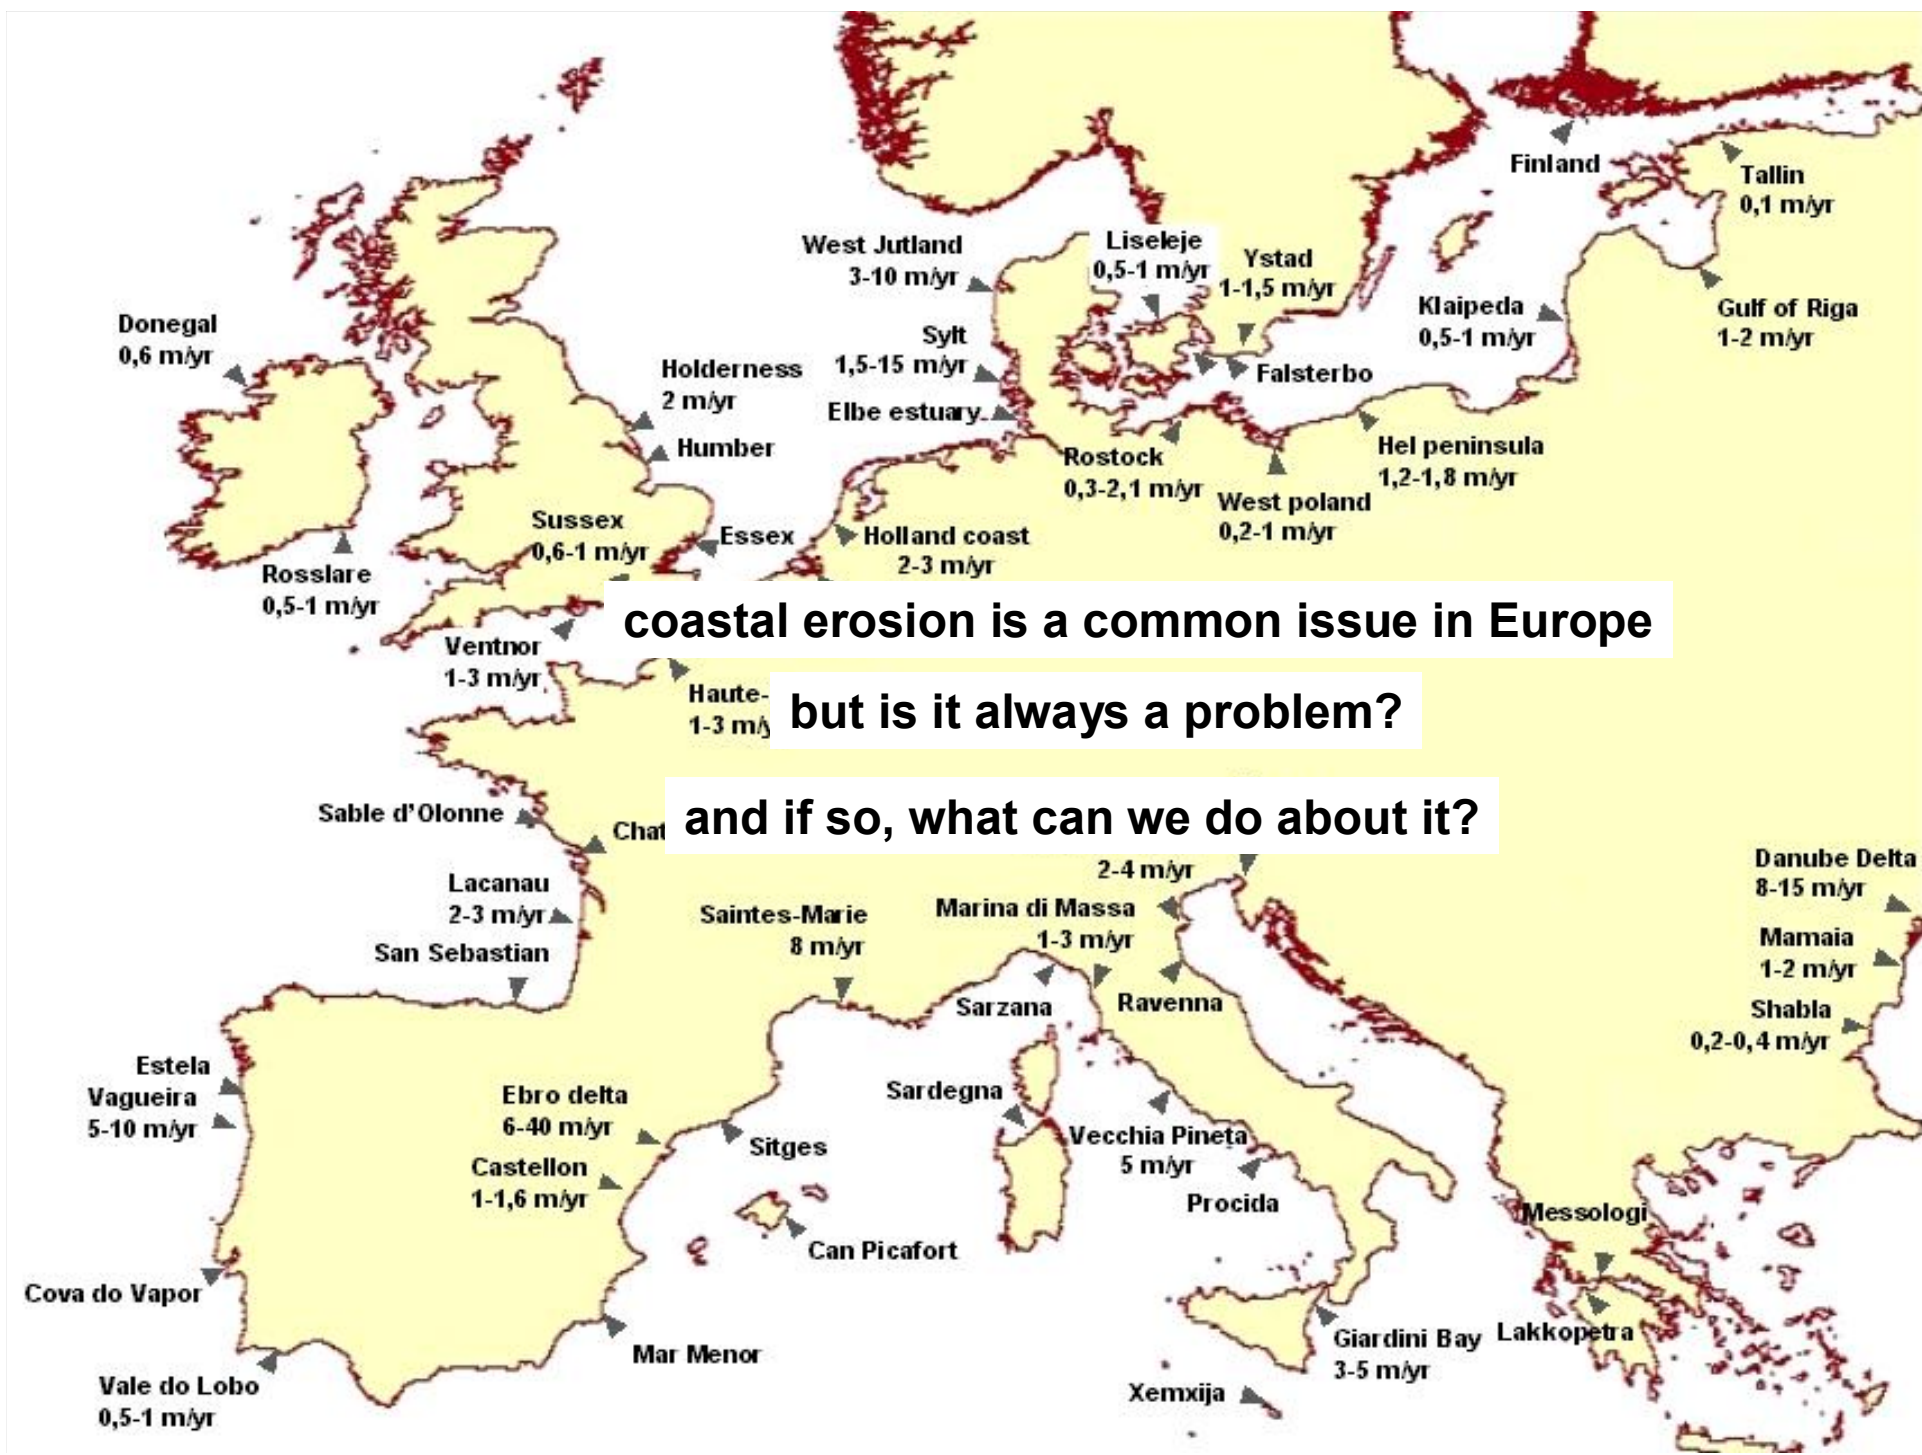 Finland
Tallin
0,1 m/yr
West Jutland
3-10 m/yr
Liseleje
0,5-1 m/yr
Ystad
1-1,5 m/yr
Klaipeda
0,5-1 m/yr
Gulf of Riga
1-2 m/yr
Donegal
0,6 m/yr
Sylt
1,5-15 m/yr
Holderness
2 m/yr
Falsterbo
Elbe estuary
Humber
Rostock
0,3-2,1 m/yr
Hel peninsula
1,2-1,8 m/yr
West poland
0,2-1 m/yr
Sussex
0,6-1 m/yr
Essex
Holland coast
2-3 m/yr
Rosslare
0,5-1 m/yr
coastal erosion is a common issue in Europe
Ventnor
1-3 m/yr
Haute-
1-3 m/y
but is it always a problem?
Sable d'Olonne
Chat
and if so, what can we do about it?
2-4 m/yr
Danube Delta
8-15 m/yr
Lacanau
2-3 m/yr
Saintes-Marie
8 m/yr
Marina di Massa
1-3 m/yr
Mamaia
1-2 m/yr
San Sebastian
Sarzana
Ravenna
Shabla
0,2-0,4 m/yr
Estela
Vagueira
5-10 m/yr
Ebro delta
6-40 m/yr
Sardegna
Sitges
Vecchia Pineta
5 m/yr
Castellon
1-1,6 m/yr
Procida
Messologi
Can Picafort
Cova do Vapor
Mar Menor
Giardini Bay
3-5 m/yr
Lakkopetra
Vale do Lobo
0,5-1 m/yr
Xemxija